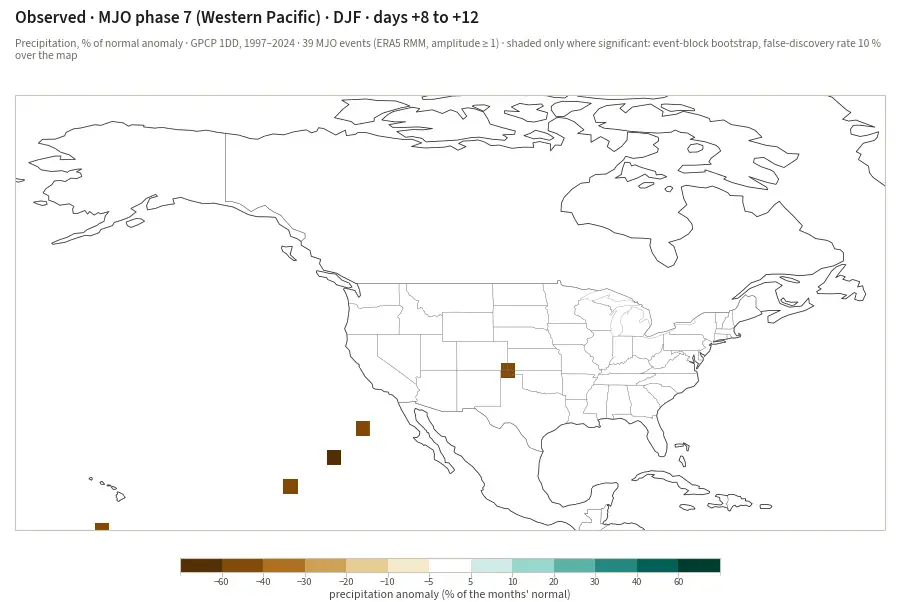 Observed · MJO phase 7 (Western Pacific) · DJF · days +8 to +12
Precipitation, % of normal anomaly · GPCP 1DD, 1997–2024 · 39 MJO events (ERA5 RMM, amplitude ≥ 1) · shaded only where significant: event-block bootstrap, false-discovery rate 10 %
over the map
−60 −40 −30 −20 −10 −5 5 10 20 30 40 60
precipitation anomaly (% of the months' normal)